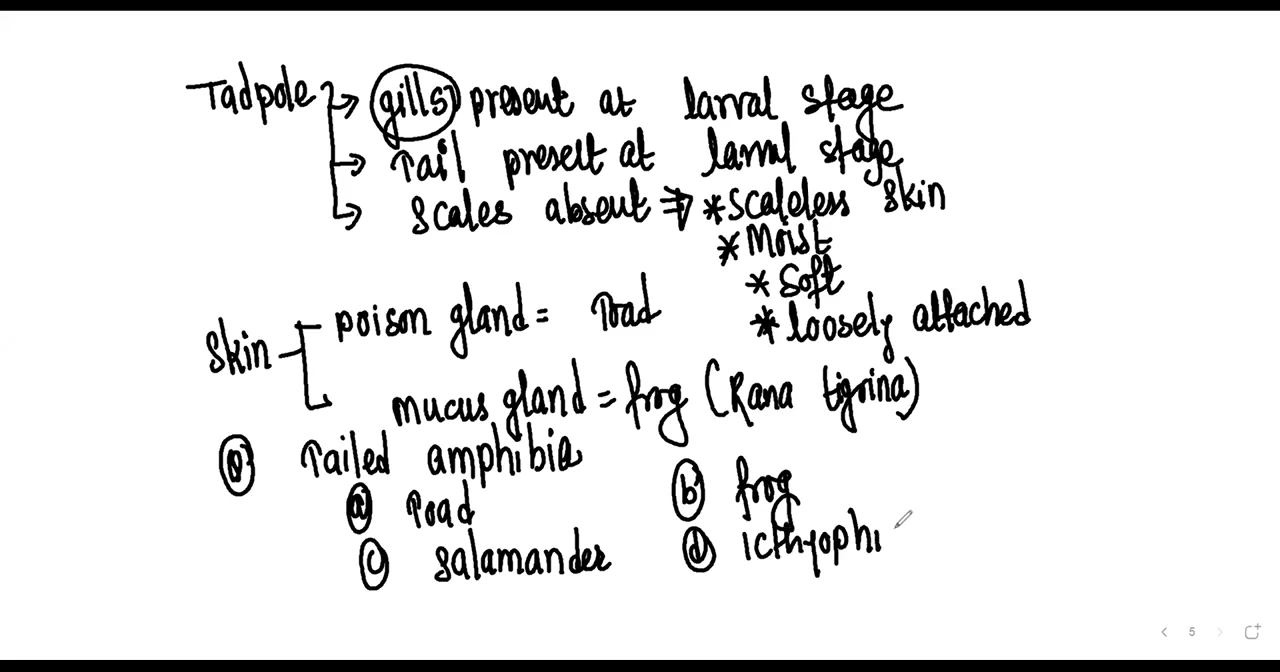 Tadpole → gills present at larval stage
→ Tail present at larval stage
→ Scales absent ⇒ * Scaleless skin
* Moist
* Soft
* loosely attached
Skin poison gland = Toad
mucus gland = frog (Rana tigrina)
Q Tailed amphibia
a Toad b frog
c salamander d icthyophi
< 5 >